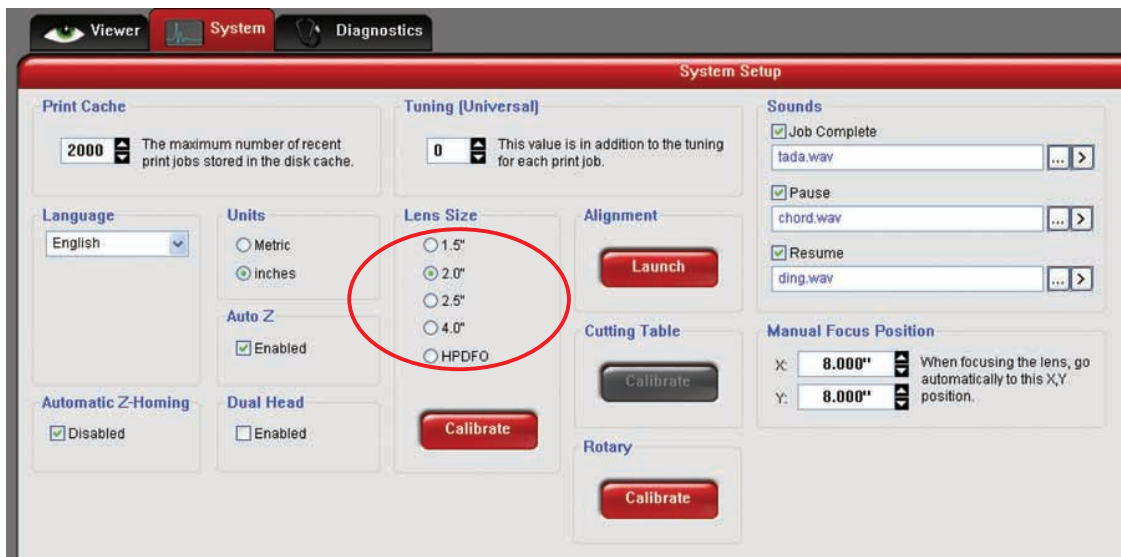 Viewer
System
Diagnostics
System Setup
Print Cache
2000
The maximum number of recent
print jobs stored in the disk cache.
Tuning (Universal)
0
This value is in addition to the tuning
for each print job.
Sounds
Job Complete
tada.wav
... >
Pause
chord.wav
... >
Resume
ding.wav
... >
Language
English
Units
Metric
inches
Auto Z
Enabled
Lens Size
1.5"
2.0"
2.5"
4.0"
HPDFO
Calibrate
Alignment
Launch
Cutting Table
Calibrate
Manual Focus Position
X: 8.000"
Y: 8.000"
When focusing the lens, go
automatically to this X,Y
position.
Automatic Z-Homing
Disabled
Dual Head
Enabled
Rotary
Calibrate